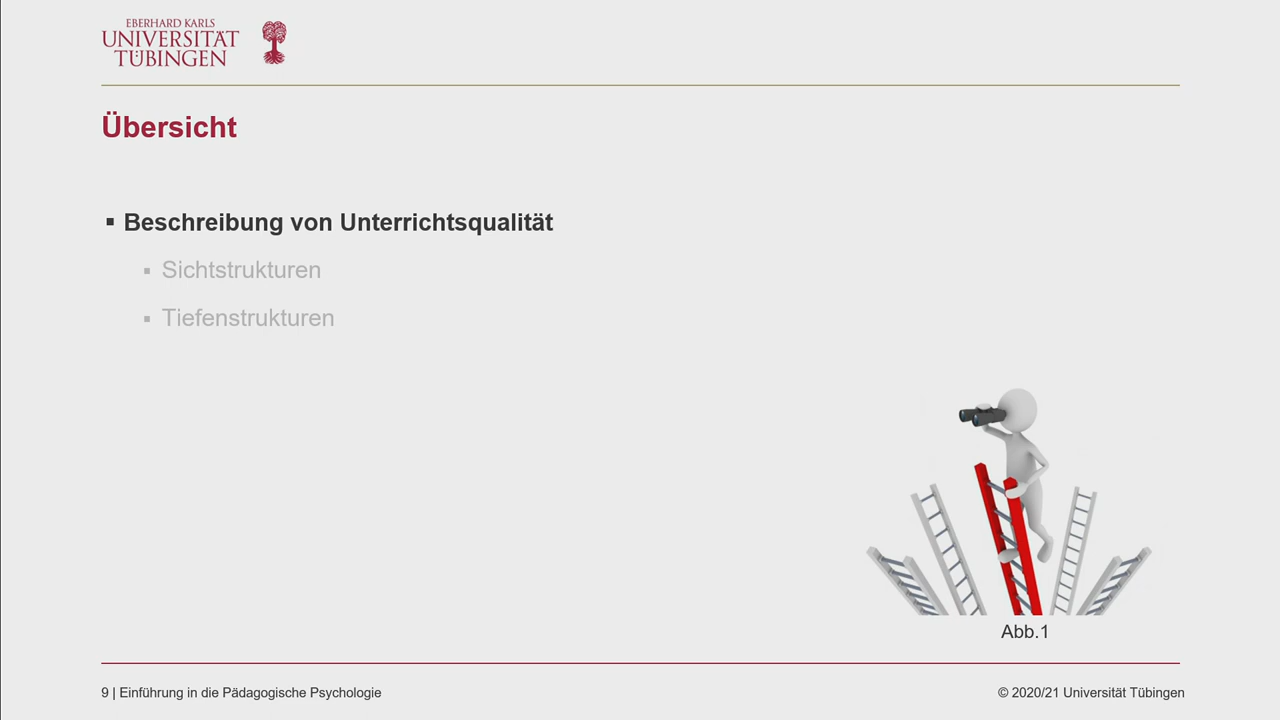 EBERHARD KARLS
UNIVERSITÄT
TÜBINGEN
Übersicht
▪ Beschreibung von Unterrichtsqualität
▪ Sichtstrukturen
▪ Tiefenstrukturen
Abb.1
9 | Einführung in die Pädagogische Psychologie
© 2020/21 Universität Tübingen